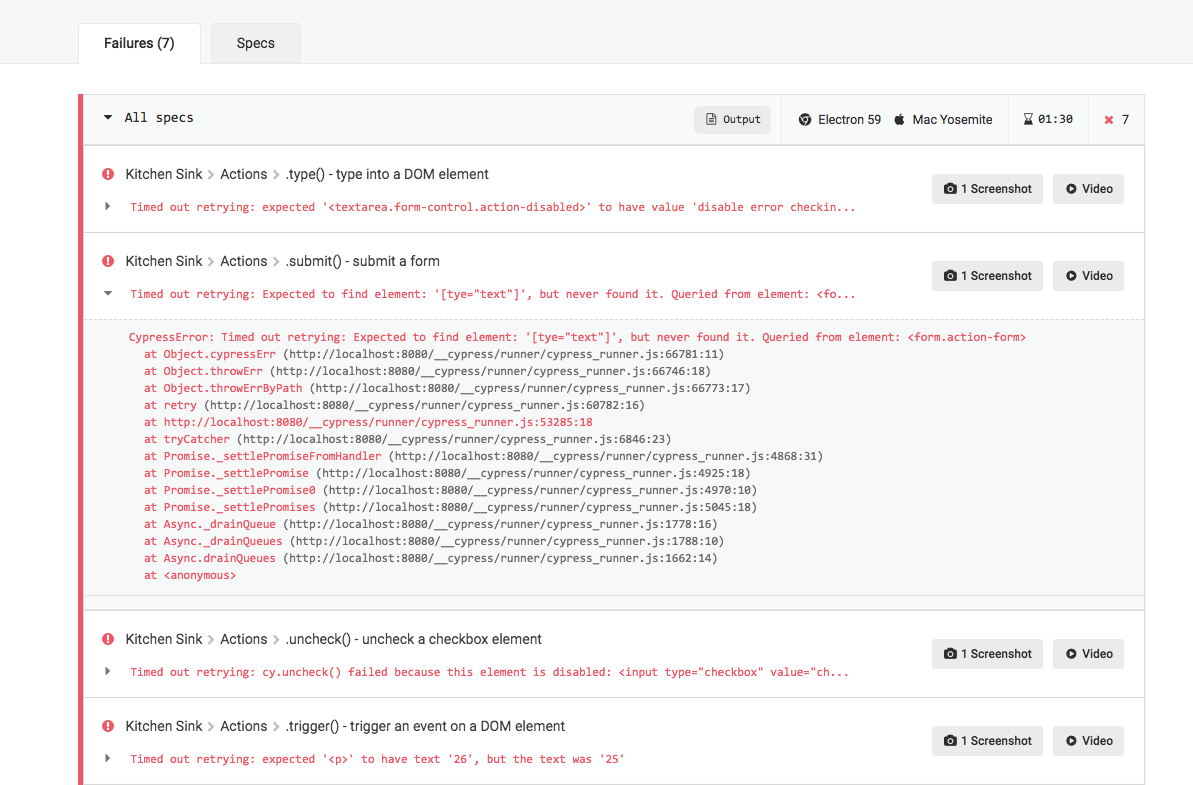 Failures (7)
Specs
All specs
Output
Electron 59
Mac Yosemite
01:30
7
Kitchen Sink > Actions > .type() - type into a DOM element
1 Screenshot
Video
Timed out retrying: expected '<textarea.form-control.action-disabled>' to have value 'disable error checkin...
Kitchen Sink > Actions > .submit() - submit a form
1 Screenshot
Video
Timed out retrying: Expected to find element: '[tye="text"]', but never found it. Queried from element: <fo...
CypressError: Timed out retrying: Expected to find element: '[tye="text"]', but never found it. Queried from element: <form.action-form>
at Object.cypressErr (http://localhost:8080/__cypress/runner/cypress_runner.js:66781:11)
at Object.throwErr (http://localhost:8080/__cypress/runner/cypress_runner.js:66746:18)
at Object.throwErrByPath (http://localhost:8080/__cypress/runner/cypress_runner.js:66773:17)
at retry (http://localhost:8080/__cypress/runner/cypress_runner.js:60782:16)
at http://localhost:8080/__cypress/runner/cypress_runner.js:53285:18
at tryCatcher (http://localhost:8080/__cypress/runner/cypress_runner.js:6846:23)
at Promise._settlePromiseFromHandler (http://localhost:8080/__cypress/runner/cypress_runner.js:4868:31)
at Promise._settlePromise (http://localhost:8080/__cypress/runner/cypress_runner.js:4925:18)
at Promise._settlePromise0 (http://localhost:8080/__cypress/runner/cypress_runner.js:4970:10)
at Promise._settlePromises (http://localhost:8080/__cypress/runner/cypress_runner.js:5045:18)
at Async._drainQueue (http://localhost:8080/__cypress/runner/cypress_runner.js:1778:16)
at Async._drainQueues (http://localhost:8080/__cypress/runner/cypress_runner.js:1788:10)
at Async.drainQueues (http://localhost:8080/__cypress/runner/cypress_runner.js:1662:14)
at <anonymous>
Kitchen Sink > Actions > .uncheck() - uncheck a checkbox element
1 Screenshot
Video
Timed out retrying: cy.uncheck() failed because this element is disabled: <input type="checkbox" value="ch...
Kitchen Sink > Actions > .trigger() - trigger an event on a DOM element
1 Screenshot
Video
Timed out retrying: expected '<p>' to have text '26', but the text was '25'